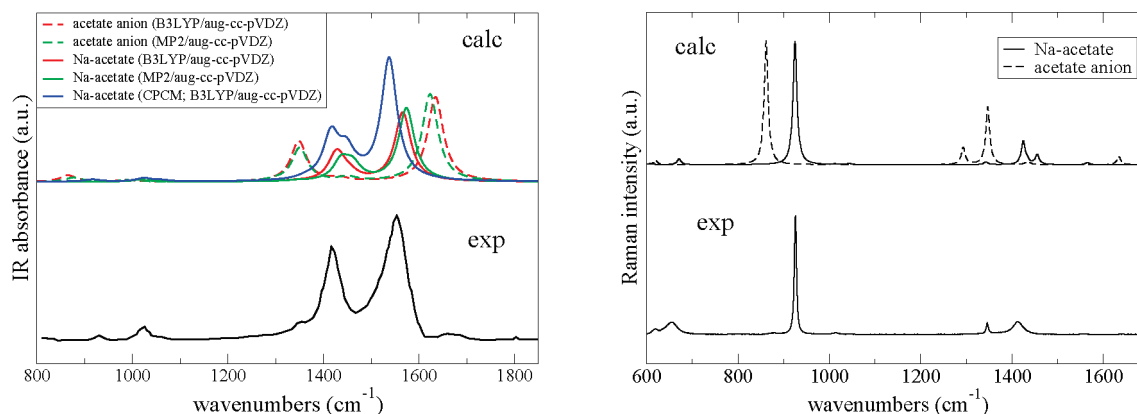 acetate anion (B3LYP/aug-cc-pVDZ)
acetate anion (MP2/aug-cc-pVDZ)
Na-acetate (B3LYP/aug-cc-pVDZ)
Na-acetate (MP2/aug-cc-pVDZ)
Na-acetate (CPCM; B3LYP/aug-cc-pVDZ)
calc
exp
IR absorbance (a.u.)
800 1000 1200 1400 1600 1800
wavenumbers (cm⁻¹)
calc
Na-acetate
acetate anion
exp
Raman intensity (a.u.)
600 800 1000 1200 1400 1600
wavenumbers (cm⁻¹)